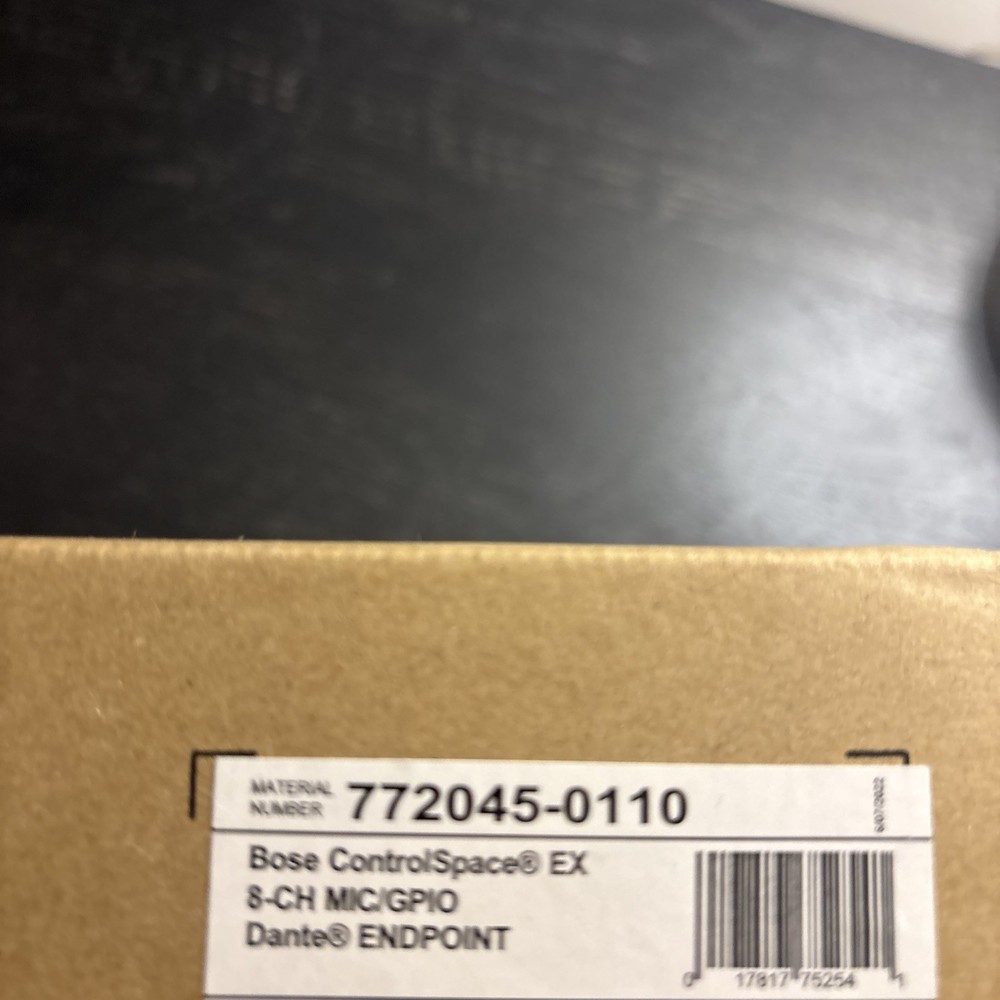 MATERIAL
NUMBER
772045-0110
6/07/2022
Bose ControlSpace® EX
8-CH MIC/GPIO
Dante® ENDPOINT
0 17817 75254 1